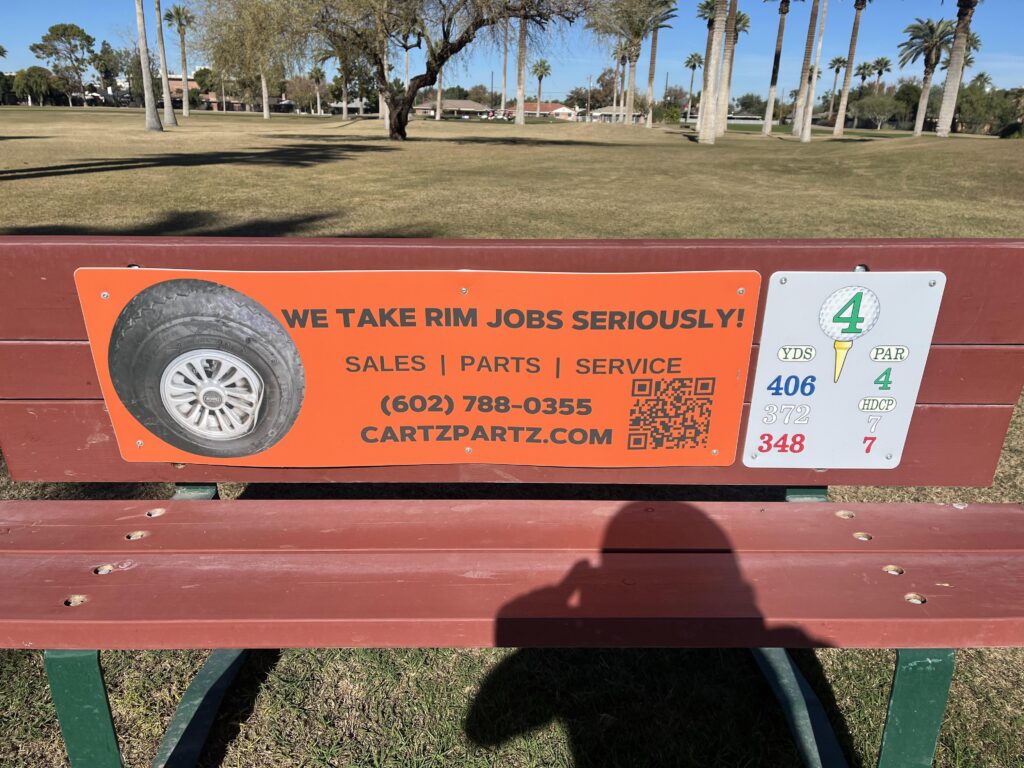 WE TAKE RIM JOBS SERIOUSLY!
SALES | PARTS | SERVICE
(602) 788-0355
CARTZPARTZ.COM
4
YDS PAR
406 4
372 HDCP
7
348 7